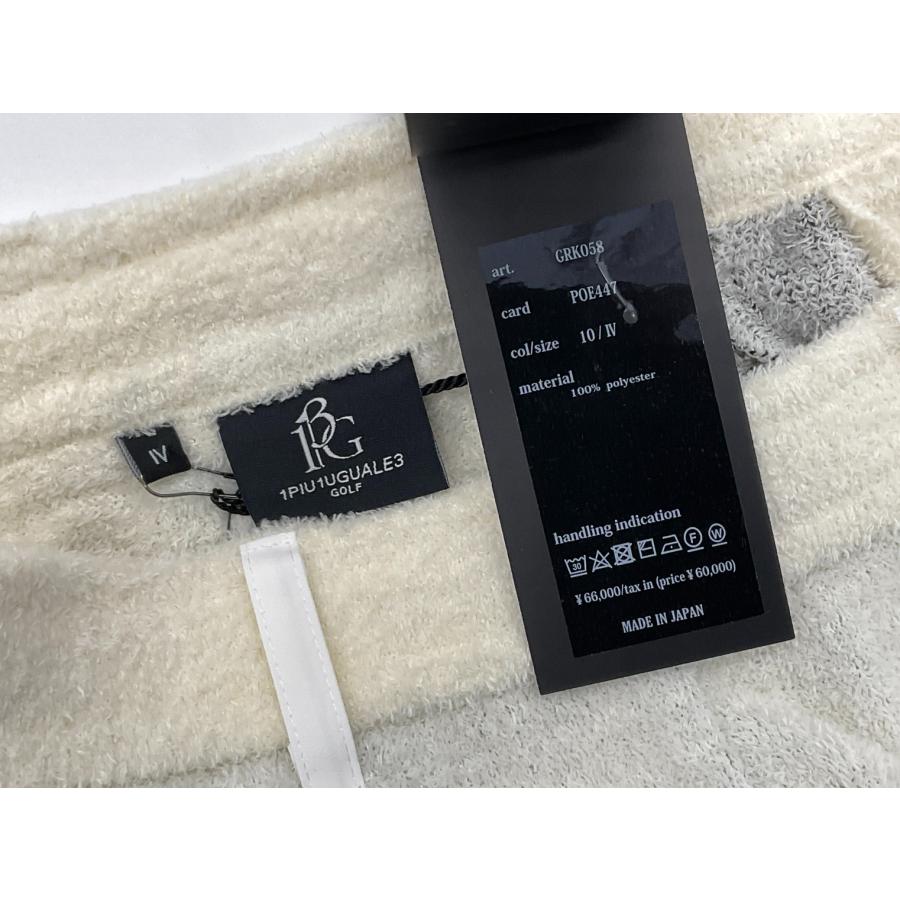 IV
1PIU1UGUALE3
GOLF
art. GRK058
card POE447
col/size 10/Ⅳ
material 100% polyester
handling indication
30 F W
¥66,000/tax in (price¥60,000)
MADE IN JAPAN